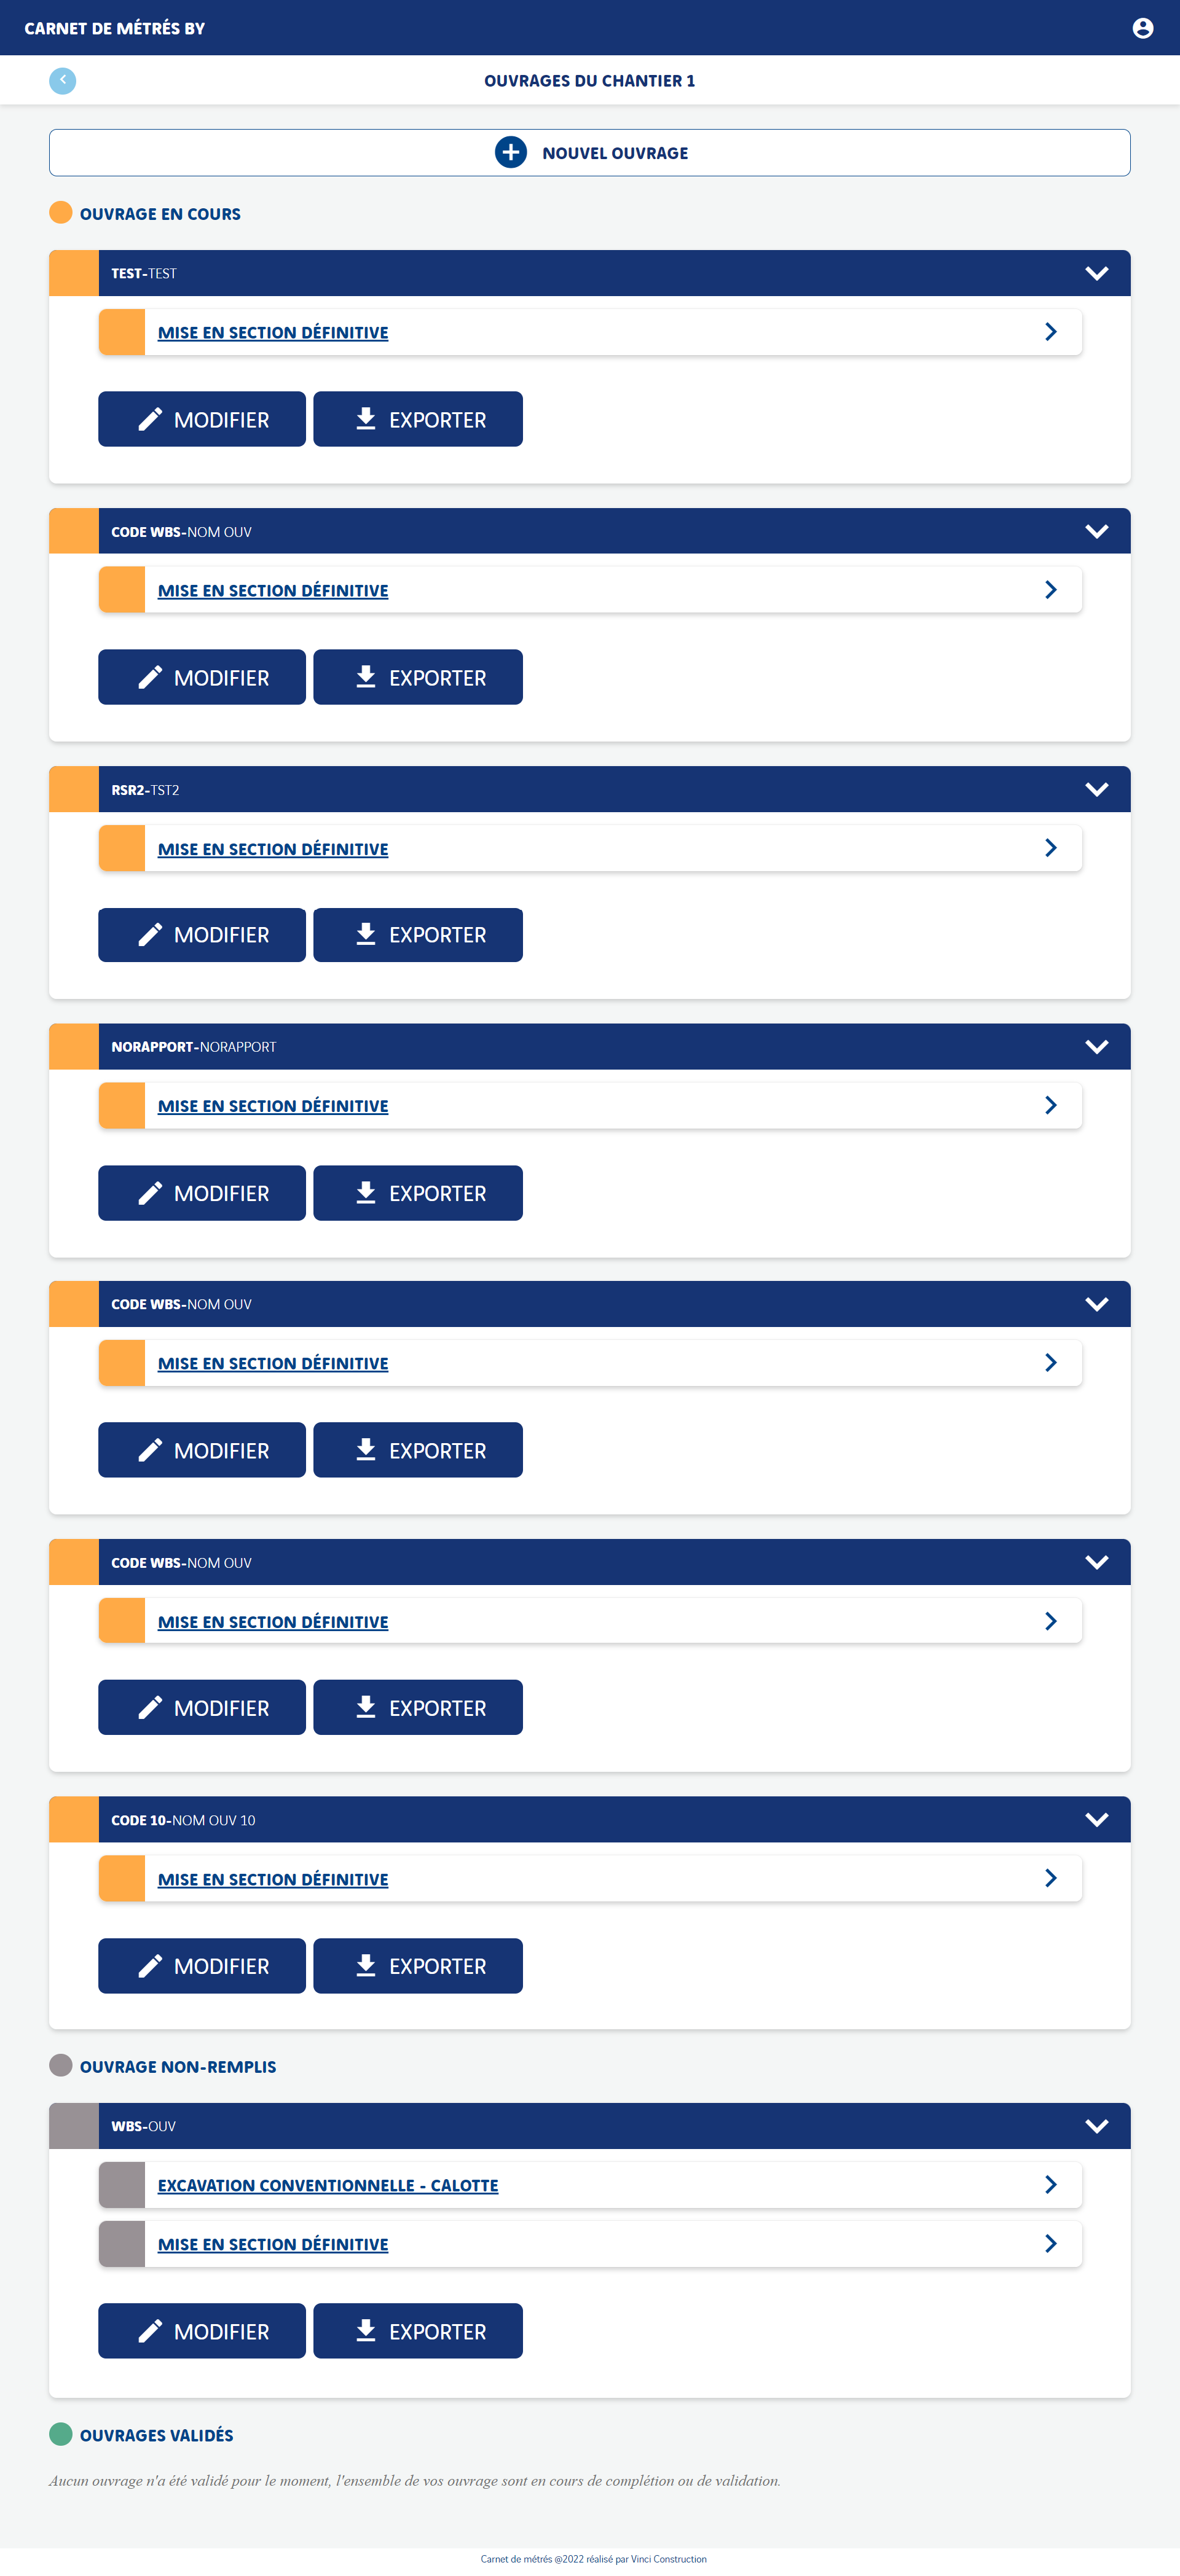 CARNET DE MÉTRÉS BY
OUVRAGES DU CHANTIER 1
NOUVEL OUVRAGE
OUVRAGE EN COURS
TEST-TEST
MISE EN SECTION DÉFINITIVE
MODIFIER EXPORTER
CODE WBS-NOM OUV
MISE EN SECTION DÉFINITIVE
MODIFIER EXPORTER
RSR2-TST2
MISE EN SECTION DÉFINITIVE
MODIFIER EXPORTER
NORAPPORT-NORAPPORT
MISE EN SECTION DÉFINITIVE
MODIFIER EXPORTER
CODE WBS-NOM OUV
MISE EN SECTION DÉFINITIVE
MODIFIER EXPORTER
CODE WBS-NOM OUV
MISE EN SECTION DÉFINITIVE
MODIFIER EXPORTER
CODE 10-NOM OUV 10
MISE EN SECTION DÉFINITIVE
MODIFIER EXPORTER
OUVRAGE NON-REMPLIS
WBS-OUV
EXCAVATION CONVENTIONNELLE - CALOTTE
MISE EN SECTION DÉFINITIVE
MODIFIER EXPORTER
OUVRAGES VALIDÉS
Aucun ouvrage n'a été validé pour le moment, l'ensemble de vos ouvrage sont en cours de complétion ou de validation.
Carnet de métrés @2022 réalisé par Vinci Construction